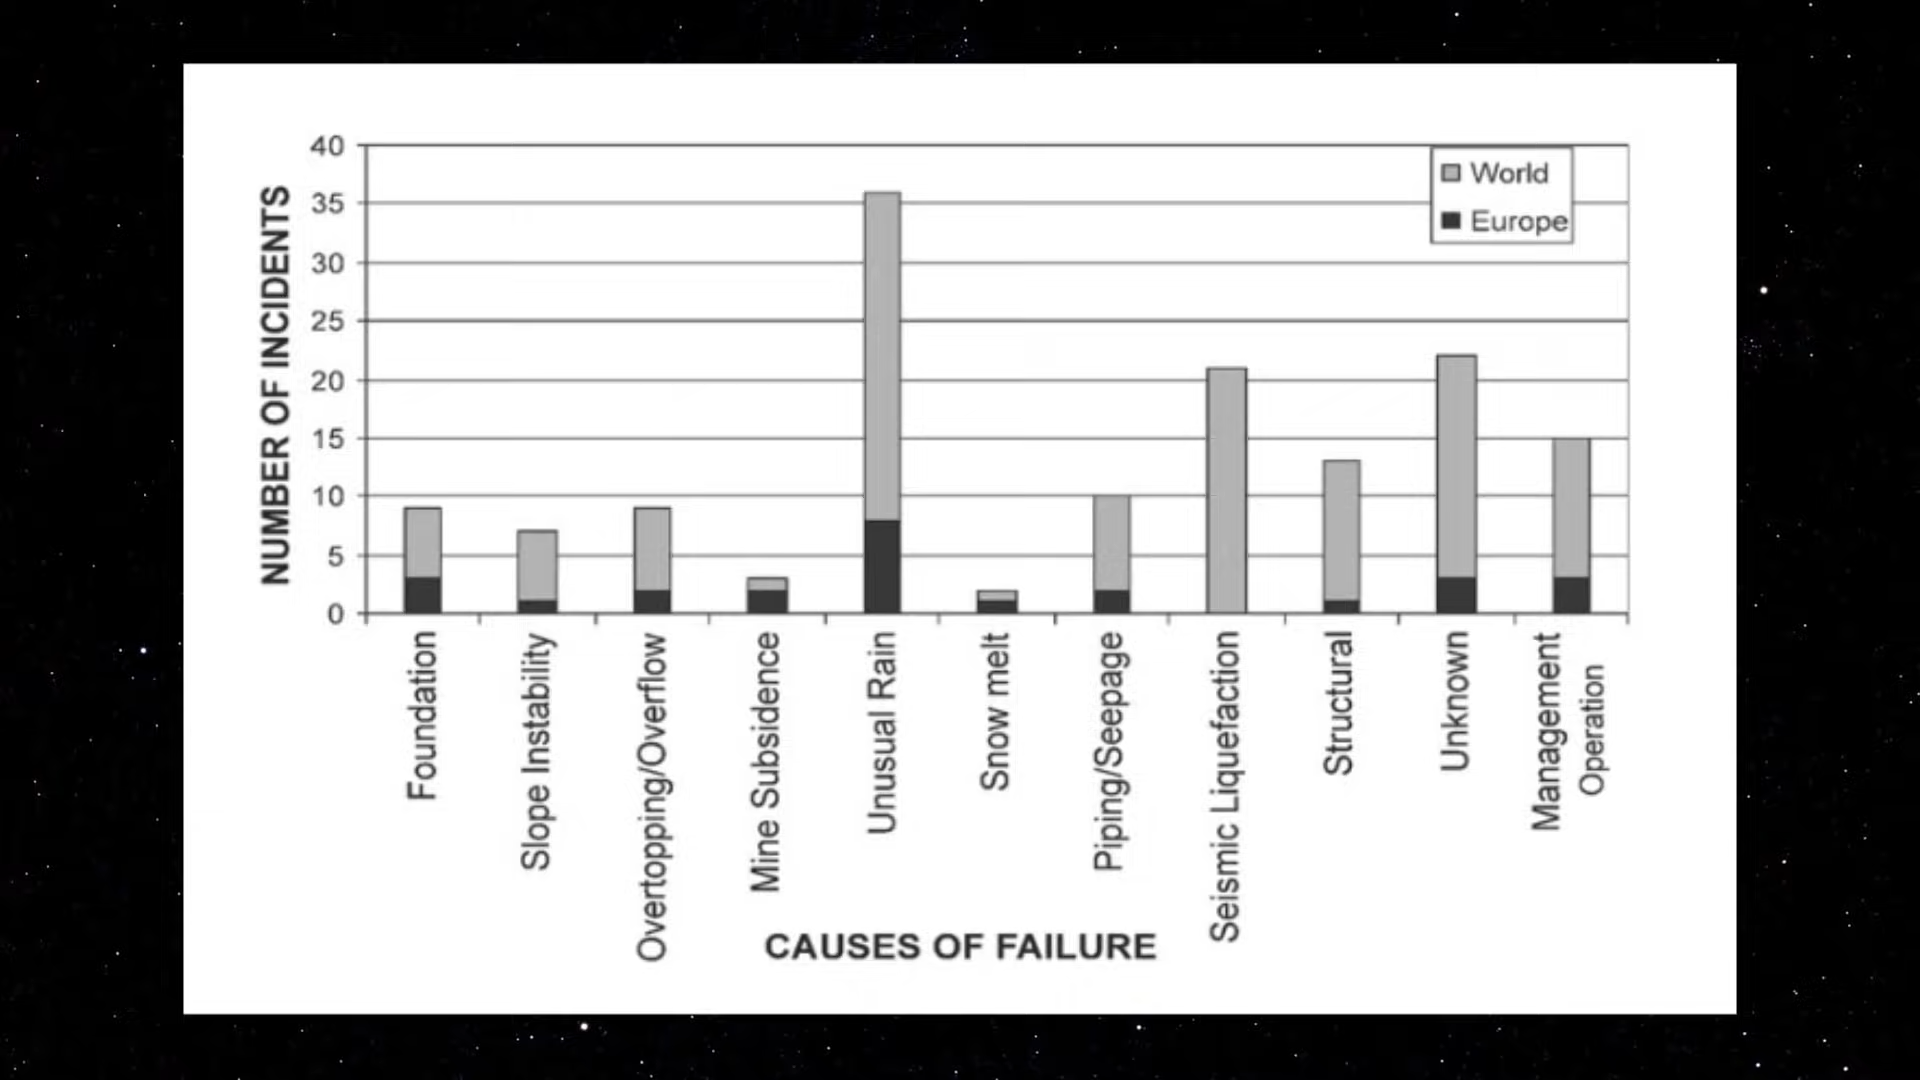 NUMBER OF INCIDENTS
40
35
30
25
20
15
10
5
0
World
Europe
Foundation
Slope Instability
Overtopping/Overflow
Mine Subsidence
Unusual Rain
Snow melt
Piping/Seepage
Seismic Liquefaction
Structural
Unknown
Management
Operation
CAUSES OF FAILURE